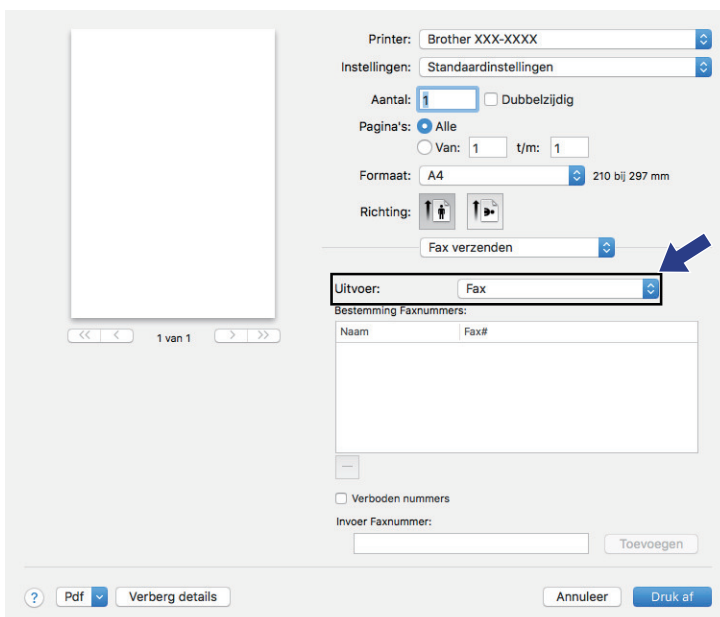 Printer: Brother XXX-XXXX
Instellingen: Standaardinstellingen
Aantal: 1 Dubbelzijdig
Pagina's: Alle
Van: 1 t/m: 1
Formaat: A4 210 bij 297 mm
Richting:
Fax verzenden
Uitvoer: Fax
Bestemming Faxnummers:
Naam Fax#
<< < 1 van 1 > >>
Verboden nummers
Invoer Faxnummer:
Toevoegen
? Pdf Verberg details Annuleer Druk af